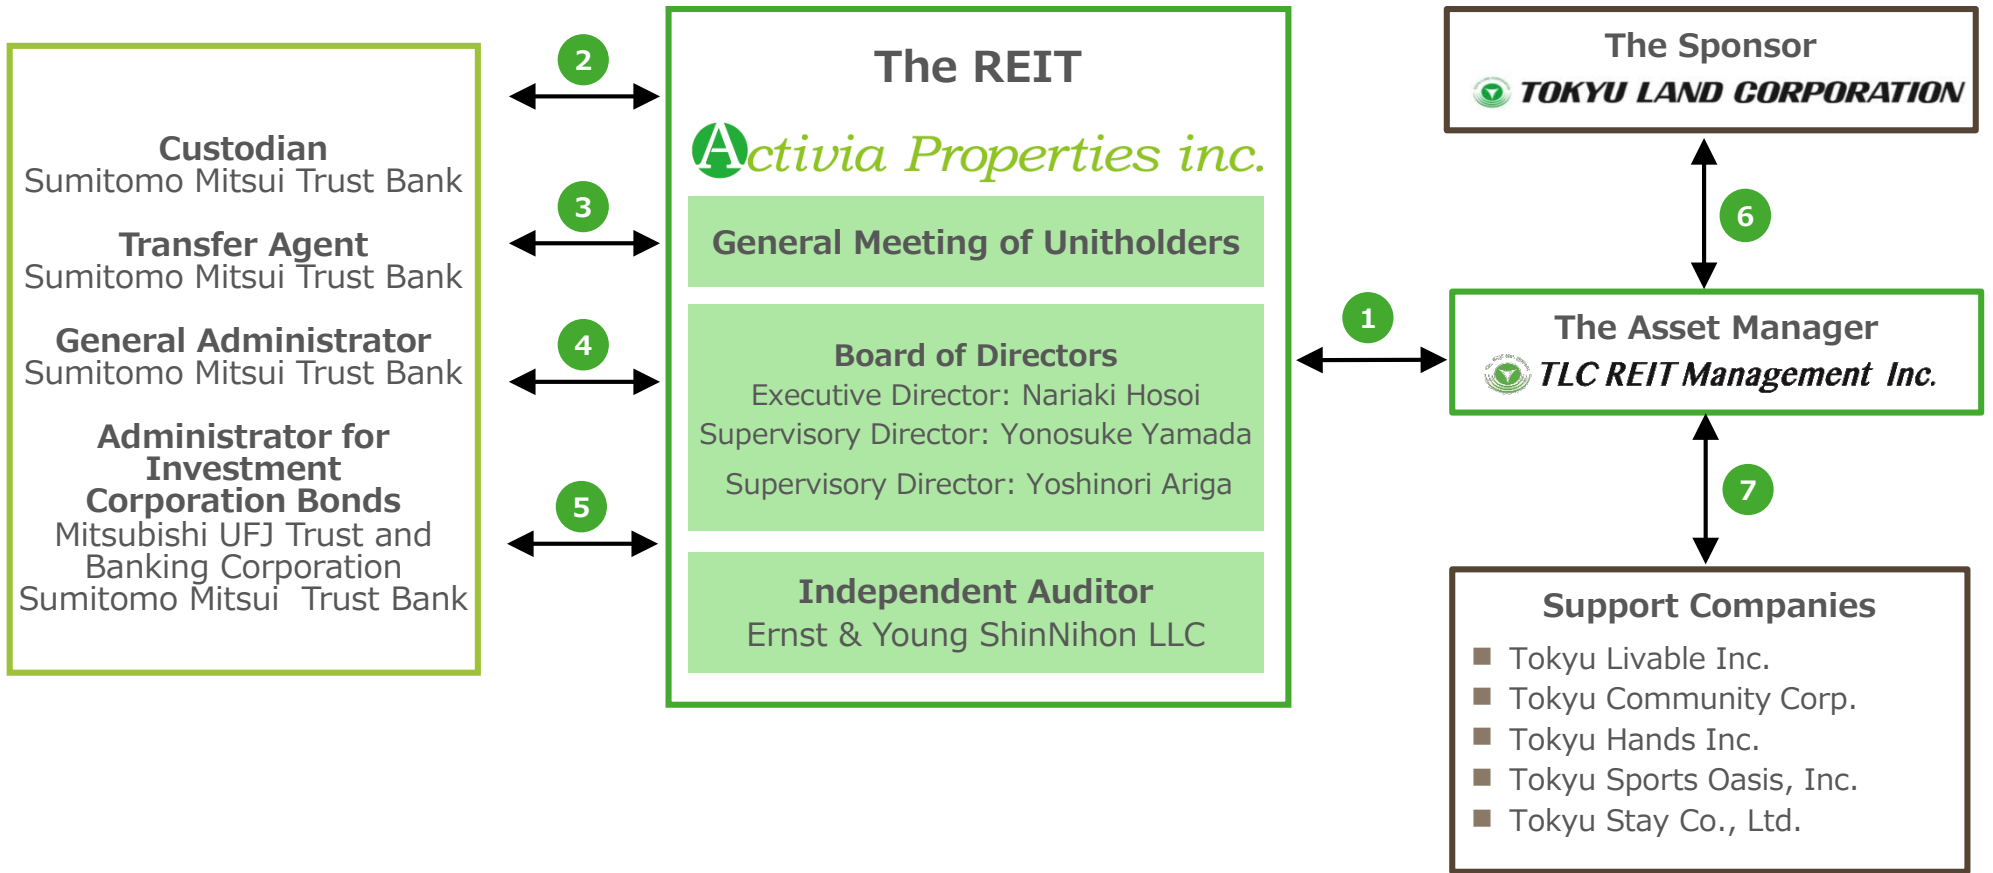 Custodian
Sumitomo Mitsui Trust Bank
Transfer Agent
Sumitomo Mitsui Trust Bank
General Administrator
Sumitomo Mitsui Trust Bank
Administrator for
Investment
Corporation Bonds
Mitsubishi UFJ Trust and
Banking Corporation
Sumitomo Mitsui Trust Bank
2
3
4
5
The REIT
Activia Properties inc.
General Meeting of Unitholders
Board of Directors
Executive Director: Nariaki Hosoi
Supervisory Director: Yonosuke Yamada
Supervisory Director: Yoshinori Ariga
Independent Auditor
Ernst & Young ShinNihon LLC
1
The Sponsor
TOKYU LAND CORPORATION
6
The Asset Manager
TLC REIT Management Inc.
7
Support Companies
■ Tokyu Livable Inc.
■ Tokyu Community Corp.
■ Tokyu Hands Inc.
■ Tokyu Sports Oasis, Inc.
■ Tokyu Stay Co., Ltd.